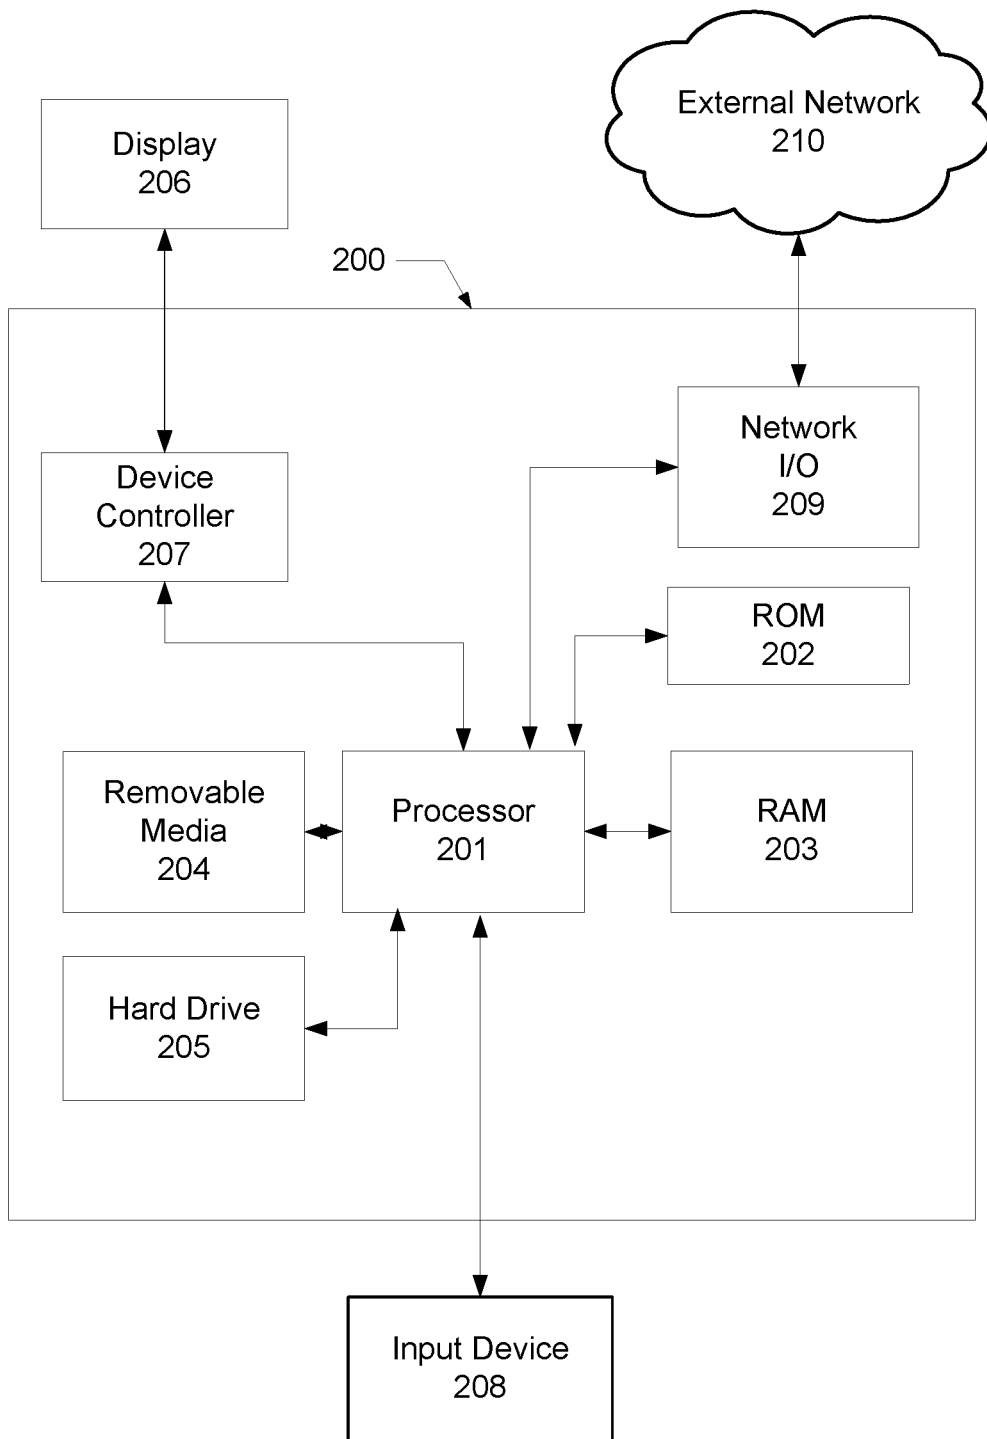 External Network
210
Display
206
200
Network
I/O
209
Device
Controller
207
ROM
202
Removable
Media
204
Processor
201
RAM
203
Hard Drive
205
Input Device
208